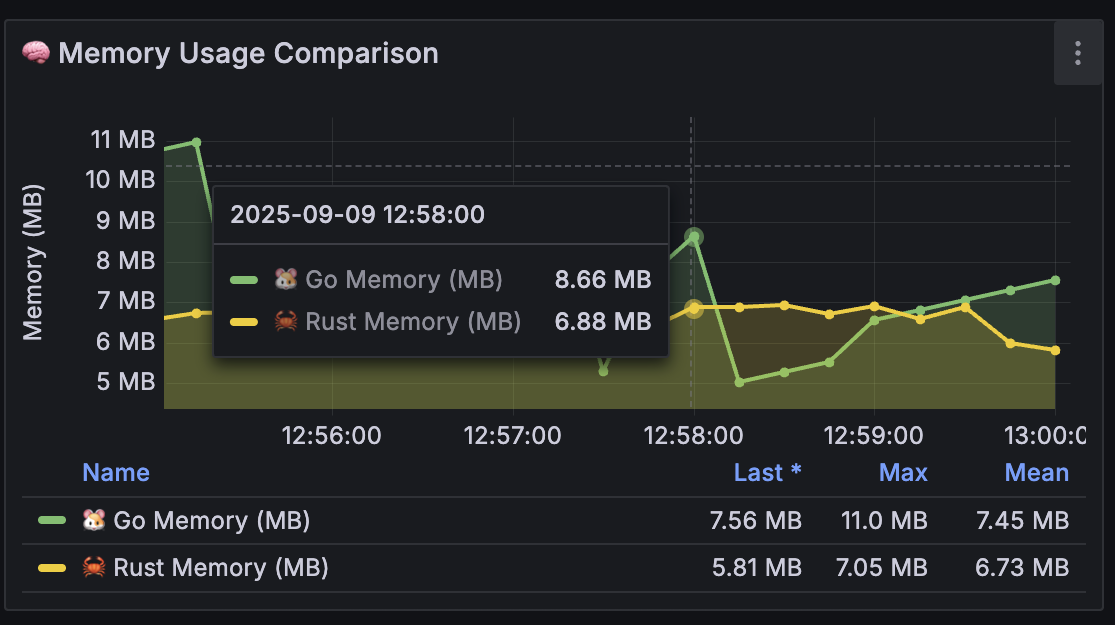 🧠 Memory Usage Comparison
Memory (MB)
11 MB
10 MB
9 MB
8 MB
7 MB
6 MB
5 MB
2025-09-09 12:58:00
🐹 Go Memory (MB) 8.66 MB
🦀 Rust Memory (MB) 6.88 MB
12:56:00 12:57:00 12:58:00 12:59:00 13:00:0
Name Last * Max Mean
🐹 Go Memory (MB) 7.56 MB 11.0 MB 7.45 MB
🦀 Rust Memory (MB) 5.81 MB 7.05 MB 6.73 MB